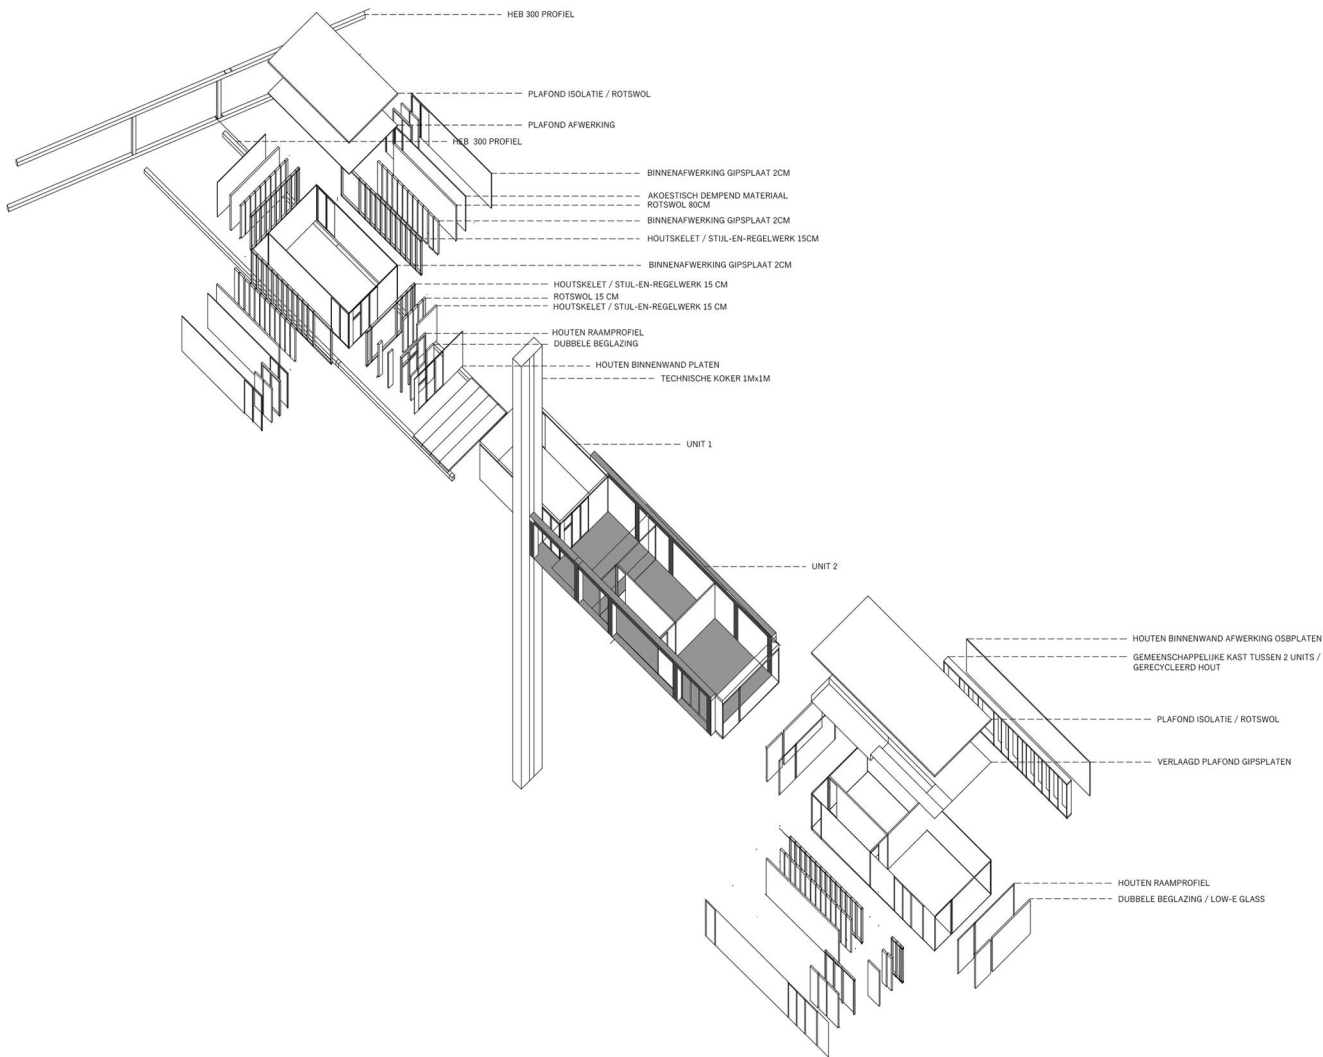 HEB 300 PROFIEL
PLAFOND ISOLATIE / ROTSWOL
PLAFOND AFWERKING
HEB 300 PROFIEL
BINNENAFWERKING GIPSPLAAT 2CM
AKOESTISCH DEMPEND MATERIAAL
ROTSWOL 80CM
BINNENAFWERKING GIPSPLAAT 2CM
HOUTSKELET / STIJL-EN-REGELWERK 15CM
BINNENAFWERKING GIPSPLAAT 2CM
HOUTSKELET / STIJL-EN-REGELWERK 15 CM
ROTSWOL 15 CM
HOUTSKELET / STIJL-EN-REGELWERK 15 CM
HOUTEN RAAMPROFIEL
DUBBELE BEGLAZING
HOUTEN BINNENWAND PLATEN
TECHNISCHE KOKER 1Mx1M
UNIT 1
UNIT 2
HOUTEN BINNENWAND AFWERKING OSBPLATEN
GEMEENSCHAPPELIJKE KAST TUSSEN 2 UNITS /
GERECYCLEERD HOUT
PLAFOND ISOLATIE / ROTSWOL
VERLAAGD PLAFOND GIPSPLATEN
HOUTEN RAAMPROFIEL
DUBBELE BEGLAZING / LOW-E GLASS